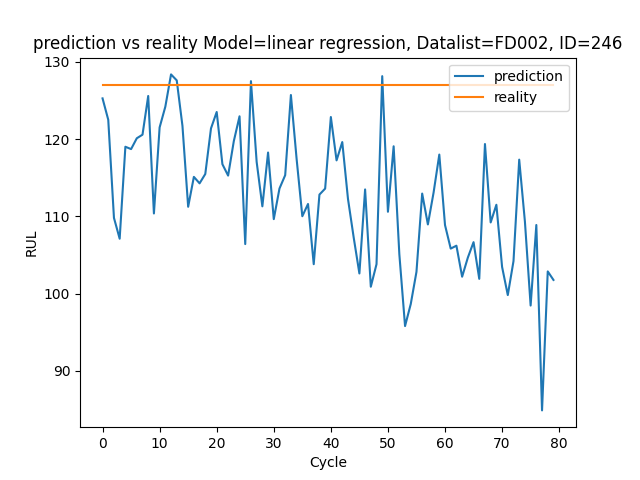 prediction vs reality Model=linear regression, Datalist=FD002, ID=246
prediction
reality
130
120
110
100
90
RUL
0 10 20 30 40 50 60 70 80
Cycle